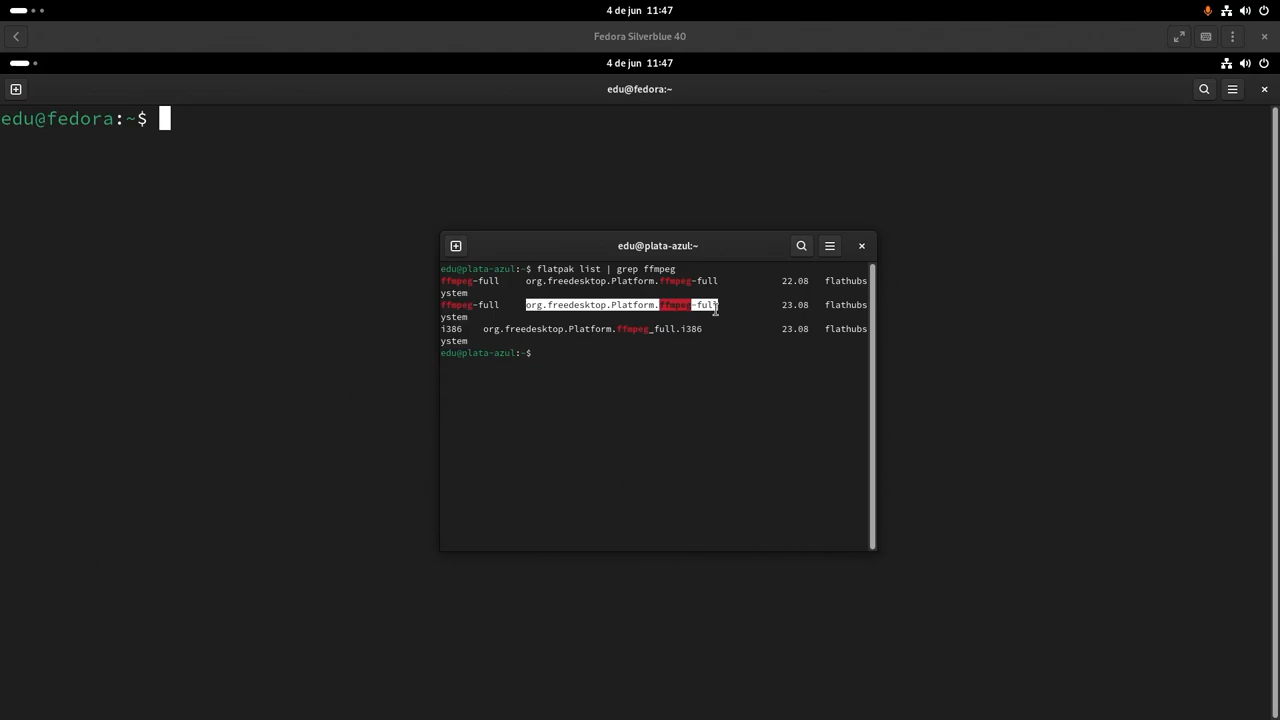 4 de jun 11:47
Fedora Silverblue 40
4 de jun 11:47
edu@fedora:~
edu@fedora:~$
edu@plata-azul:~
edu@plata-azul:~$ flatpak list | grep ffmpeg
ffmpeg-full org.freedesktop.Platform.ffmpeg-full 22.08 flathubs
ystem
ffmpeg-full org.freedesktop.Platform.ffmpeg-full 23.08 flathubs
ystem
i386 org.freedesktop.Platform.ffmpeg_full.i386 23.08 flathubs
ystem
edu@plata-azul:~$